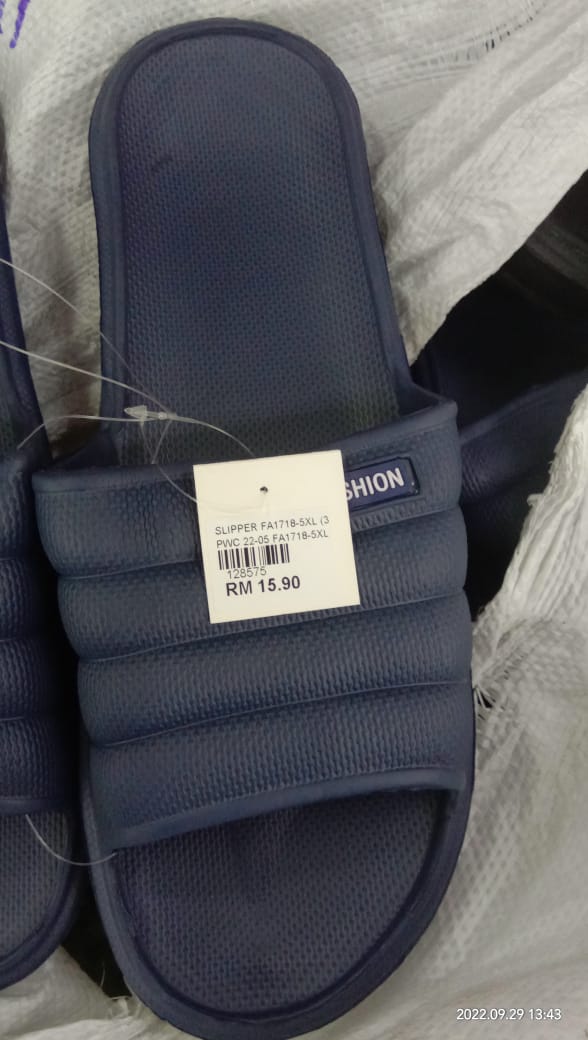 SHION
SLIPPER FA1718-5XL (3
PWC 22-05 FA1718-5XL
128575
RM 15.90
2022.09.29 13:43